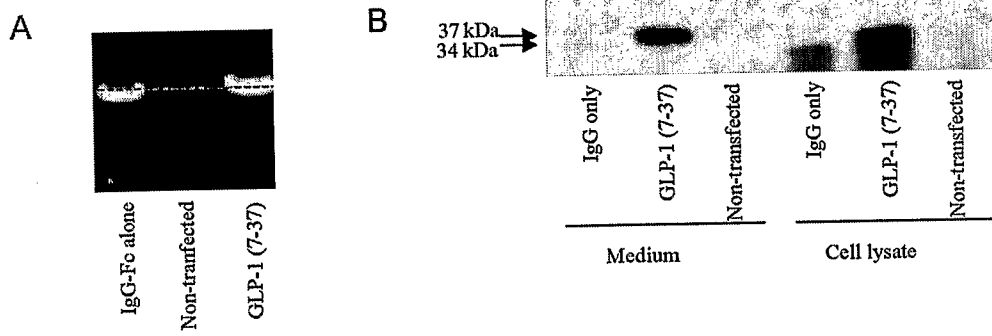 A
IgG-Fc alone
Non-tranfected
GLP-1 (7-37)
B
37 kDa
34 kDa
IgG only
GLP-1 (7-37)
Non-transfected
IgG only
GLP-1 (7-37)
Non-transfected
Medium
Cell lysate